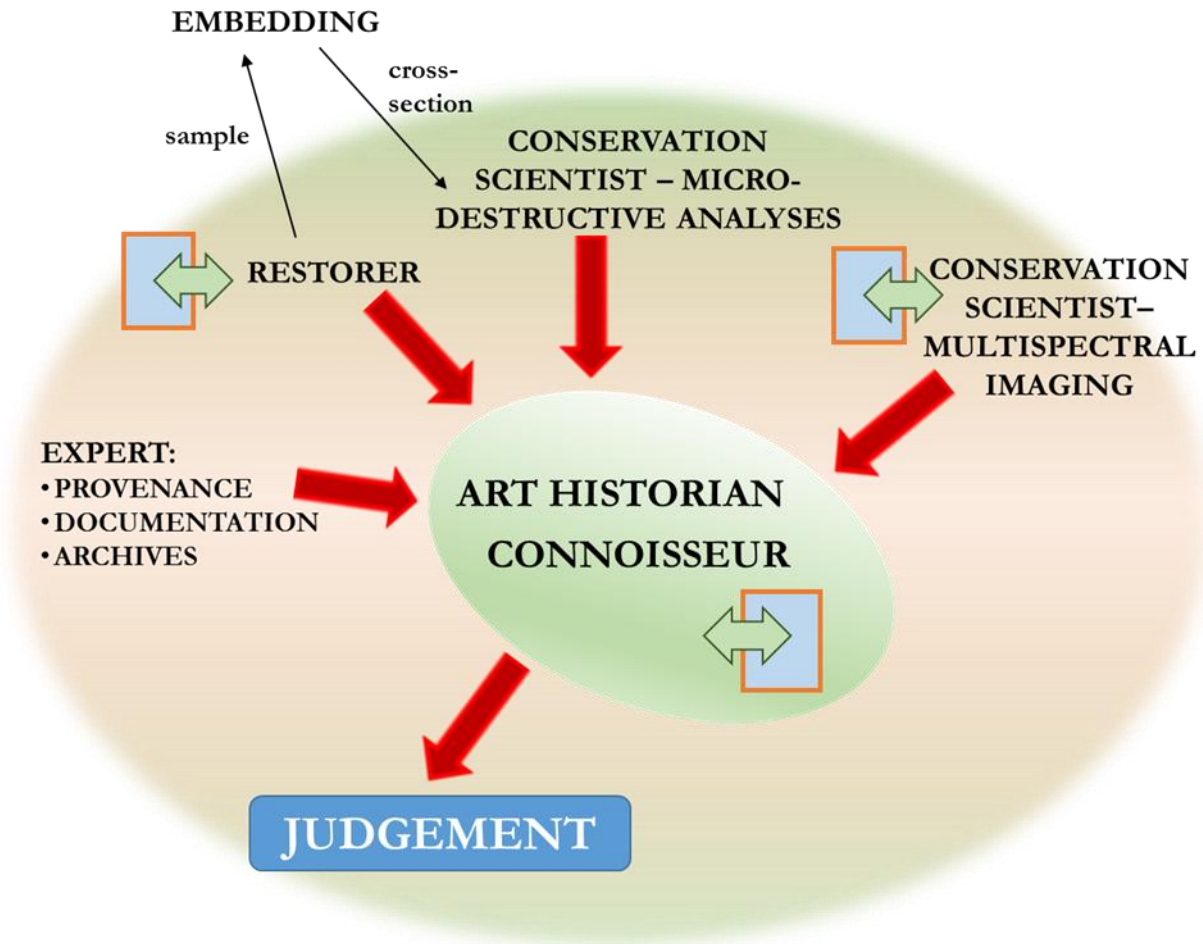 EMBEDDING
cross-
section
sample
CONSERVATION
SCIENTIST – MICRO-
DESTRUCTIVE ANALYSES
RESTORER
CONSERVATION
SCIENTIST–
MULTISPECTRAL
IMAGING
EXPERT:
• PROVENANCE
• DOCUMENTATION
• ARCHIVES
ART HISTORIAN
CONNOISSEUR
JUDGEMENT